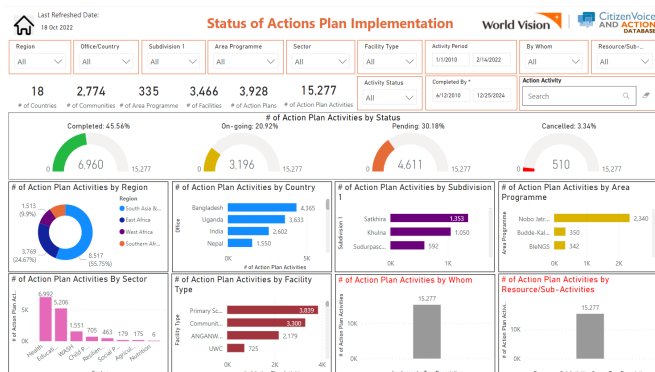 Last Refreshed Date:
18 Oct 2022
Status of Actions Plan Implementation
World Vision
CitizenVoice
AND ACTION
DATABASE
Region
All
Office/Country
All
Subdivision 1
All
Area Programme
All
Sector
All
Facility Type
All
Activity Period
1/1/2010 2/14/2022
By Whom
All
Resource/Sub-...
All
18
# of Countries
2,774
# of Communities
335
# of Area Programme
3,466
# of Facilities
3,928
# of Action Plans
15,277
# of Action Plan Activities
Activity Status
All
Completed By *
4/12/2010 12/25/2024
Action Activity
Search
# of Action Plan Activities by Status
Completed: 45.56%
0 6,960 15,277
On-going: 20.92%
0 3,196 15,277
Pending: 30.18%
0 4,611 15,277
Cancelled: 3.34%
0 510 15,277
# of Action Plan Activities by Region
1,513
(9.9%)
3,769
(24.67%)
8,517
(55.75%)
Region
South Asia &...
East Africa
West Africa
Southern Afr...
# of Action Plan Activities by Country
Office
Bangladesh 4,365
Uganda 3,633
India 2,602
Nepal 1,550
0K 5K
# of Action Plan Activities
# of Action Plan Activities by Subdivision
1
Subdivision 1
Satkhira 1,353
Khulna 1,050
Sudurpasc... 592
0K 1K
# of Action Plan Activities by Area
Programme
Area Programme
Nobo Jatr... 2,340
Budde-Kal... 350
BieNGS 342
0K 1K 2K
# of Action Plan Activities By Sector
# of Action Plan Act...
5K
0K
6,992
5,206
1,551
705
463
179
175
6
Health
Educati...
WASH
Child P...
Resilien...
Social P...
Agricul...
Nutrition
# of Action Plan Activities by Facility
Type
Facility Type
Primary Sc... 3,839
Communit... 3,300
ANGANW... 2,179
UWC 725
0K 2K 4K
# of Action Plan Activities by Whom
# of Action Plan Activities
10K
0K
15,277
# of Action Plan Activities by
Resource/Sub-Activities
# of Action Plan Activi...
10K
0K
15,277